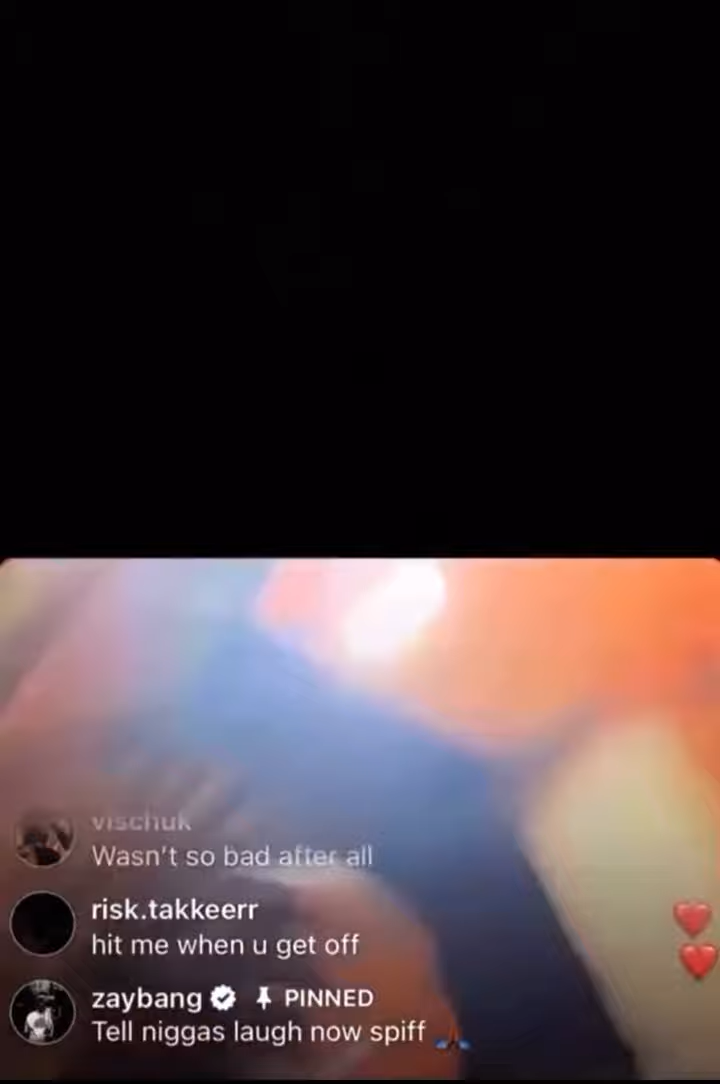 vischuk
Wasn't so bad after all
risk.takkeerr
hit me when u get off
zaybang PINNED
Tell niggas laugh now spiff 🙏🏿